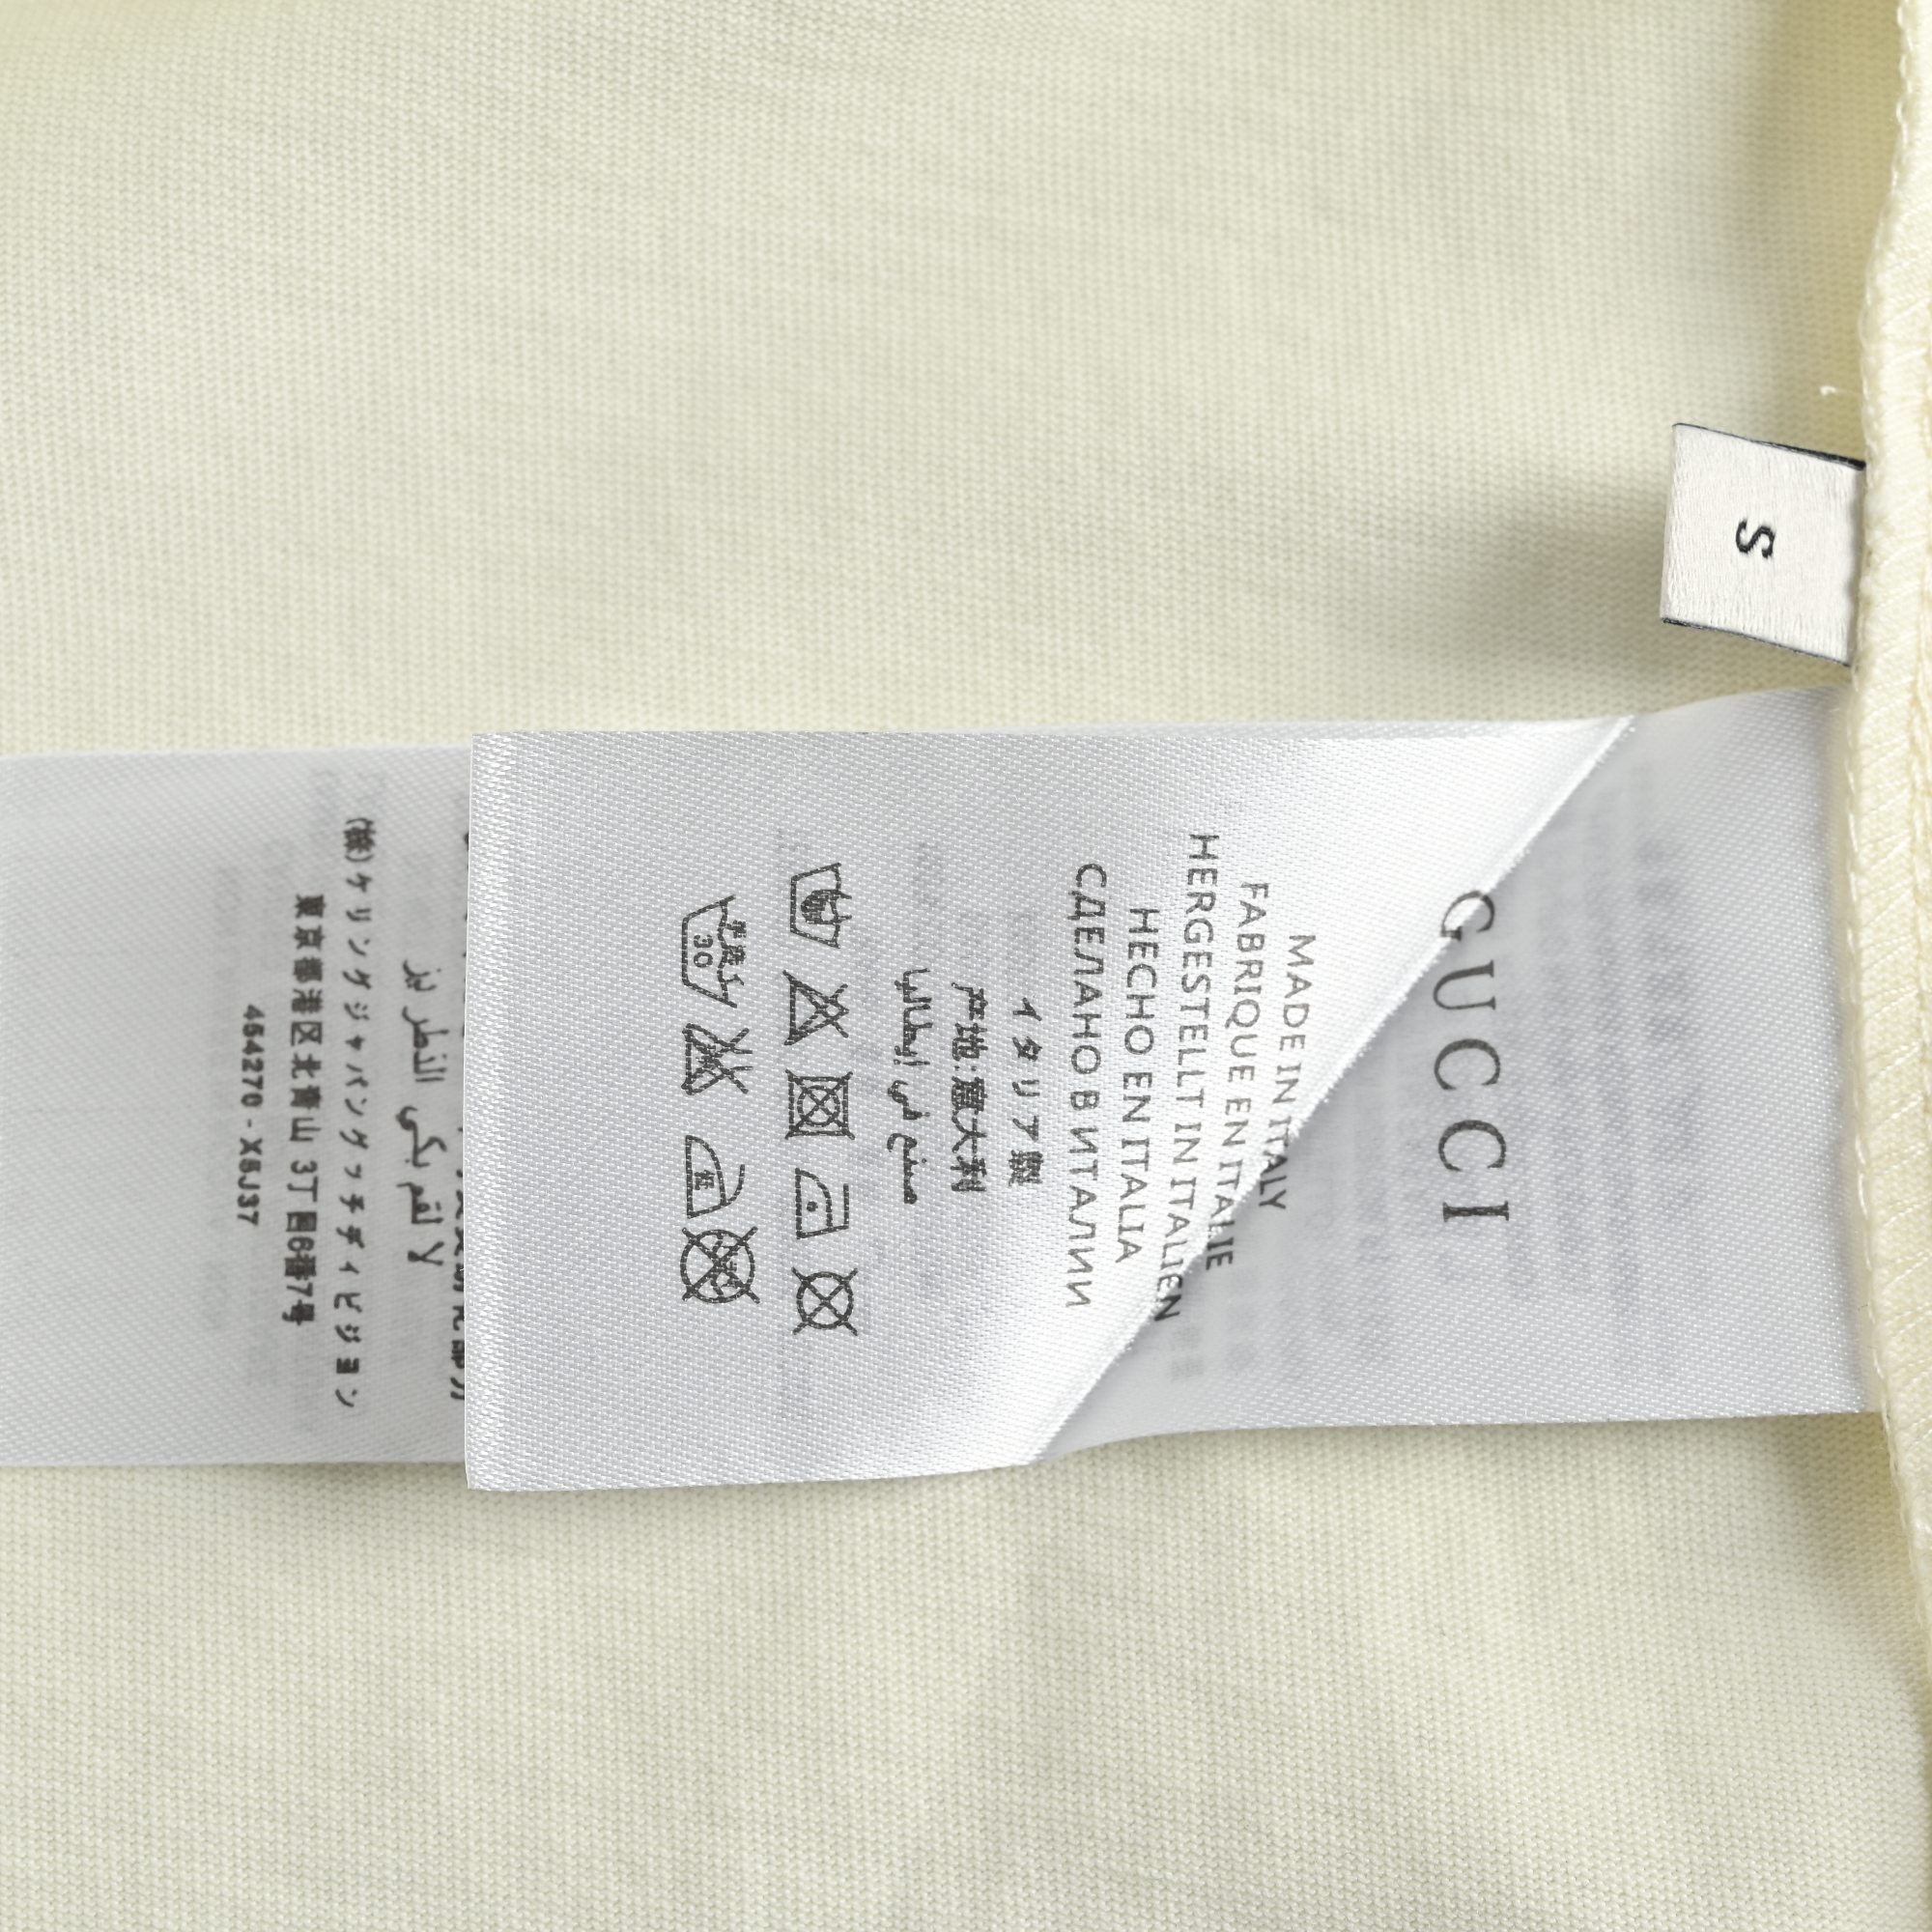 S
GUCCI
MADE IN ITALY
FABRIQUE EN ITALIE
HERGESTELLT IN ITALIEN
HECHO EN ITALIA
СДЕЛАНО В ИТАЛИИ
イタリア製
产地:意大利
صنع في إيطاليا
30
لا تقم بكي التطريز
(株)ケリングジャパングッチディビジョン
東京都港区北青山 3丁目6番7号
454270 - X5J37